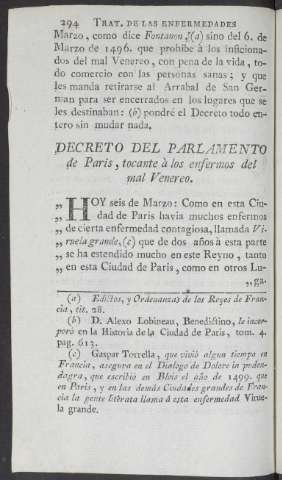 294 TRAT. DE LAS ENFERMEDADES
Marzo, como dice Fontanon,(a) sino del 6. de
Marzo de 1496. que prohibe à los inficiona-
dos del mal Venereo, con pena de la vida, to-
do comercio con las personas sanas; y que
les manda retirarse al Arrabal de San Ger-
man para ser encerrados en los lugares que se
les destinaban: (b) pondré el Decreto todo en-
tero sin mudar nada.
DECRETO DEL PARLAMENTO
de Paris, tocante à los enfermos del
mal Venereo.
„ HOY seis de Marzo: Como en esta Ciu-
„ dad de Paris havia muchos enfermos
„ de cierta enfermedad contagiosa, llamada Vi-
„ ruela grande, (c) que de dos años à esta parte
„ se ha estendido mucho en este Reyno, tanto
„ en esta Ciudad de Paris, como en otros Lu-
„ ga-
(a) Edictos, y Ordenanzas de los Reyes de Fran-
cia, tit. 28.
(b) D. Alexo Lobineau, Benedictino, le incor-
poró en la Historia de la Ciudad de Paris, tom. 4.
pag. 613.
(c) Gaspar Torrella, que vivió algun tiempo en
Francia, asegura en el Dialogo de Dolore in puden-
dagra, que escribió en Blois el año de 1499. que
en Paris, y en las demás Ciudades grandes de Fran-
cia la gente literata llama à esta enfermedad Virue-
la grande.